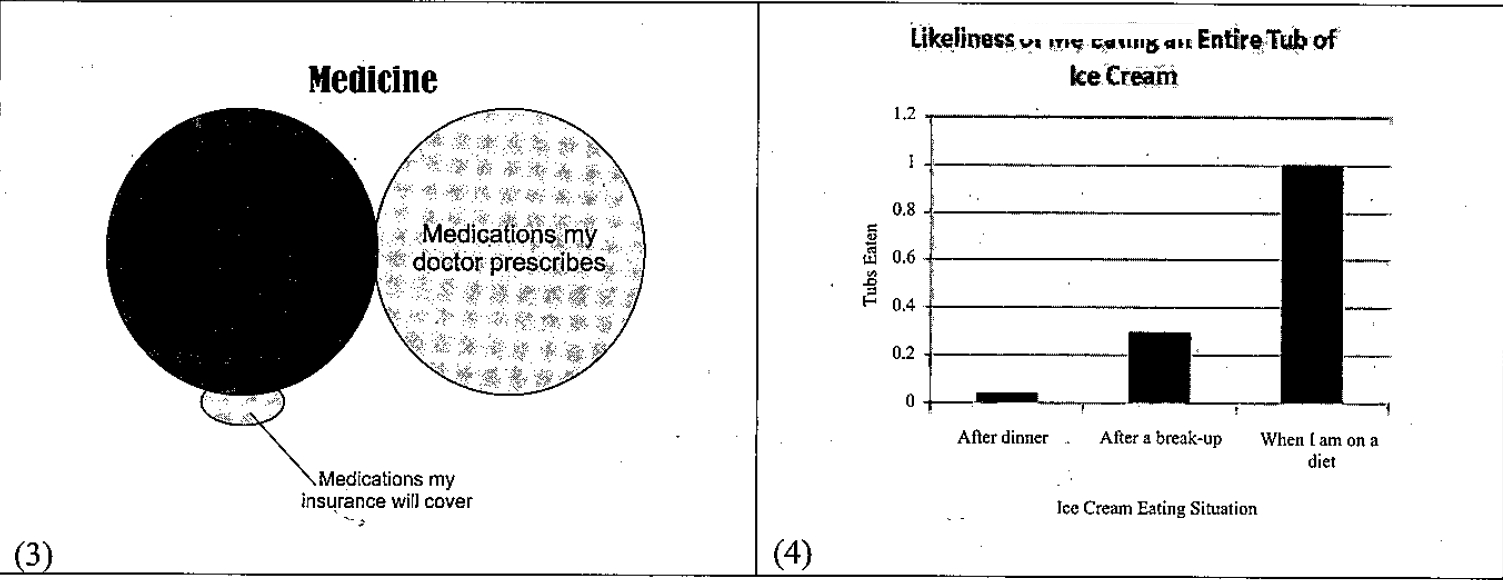 Medicine
Medications my
doctor prescribes
Medications my
insurance will cover
(3)
Likeliness of Me Eating an Entire Tub of
Ice Cream
1.2
1
0.8
0.6
0.4
0.2
0
Tubs Eaten
After dinner
After a break-up
When I am on a
diet
Ice Cream Eating Situation
(4)